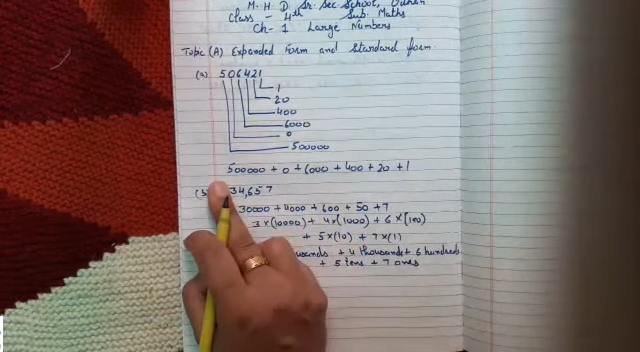 M. H. D. Sr. Sec School, Odhan
Class - 4th Sub. Maths
Ch- 1 Large Numbers
Topic (A) Expanded Form and Standard form
(a) 506421
1
20
400
6000
0
500000
500000 + 0 + 6000 + 400 + 20 + 1
34,657
30000 + 4000 + 600 + 50 + 7
3 × (10000) + 4 × (1000) + 6 × (100)
+ 5 × (10) + 7 × (1)
+ 4 thousands + 6 hundreds
+ 5 tens + 7 ones